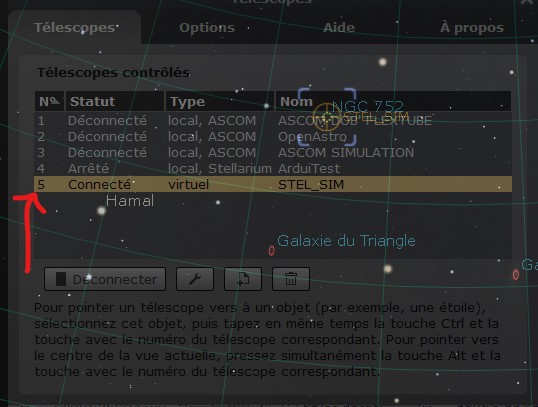 Télescopes
Télescopes Options Aide À propos
Télescopes contrôlés
N° Statut Type Nom
NGC 752
1 Déconnecté local, ASCOM ASCOM DOB FLEXTUBE
STEL_SIM
2 Déconnecté local, ASCOM OpenAstro
3 Déconnecté local, ASCOM ASCOM SIMULATION
4 Arrêté local, Stellarium ArduiTest
5 Connecté virtuel STEL_SIM
Hamal
Galaxie du Triangle
Déconnecter
Pour pointer un télescope vers à un objet (par exemple, une étoile),
sélectionnez cet objet, puis tapez en même temps la touche Ctrl et la
touche avec le numéro du télescope correspondant. Pour pointer vers
le centre de la vue actuelle, pressez simultanément la touche Alt et la
touche avec le numéro du télescope correspondant.